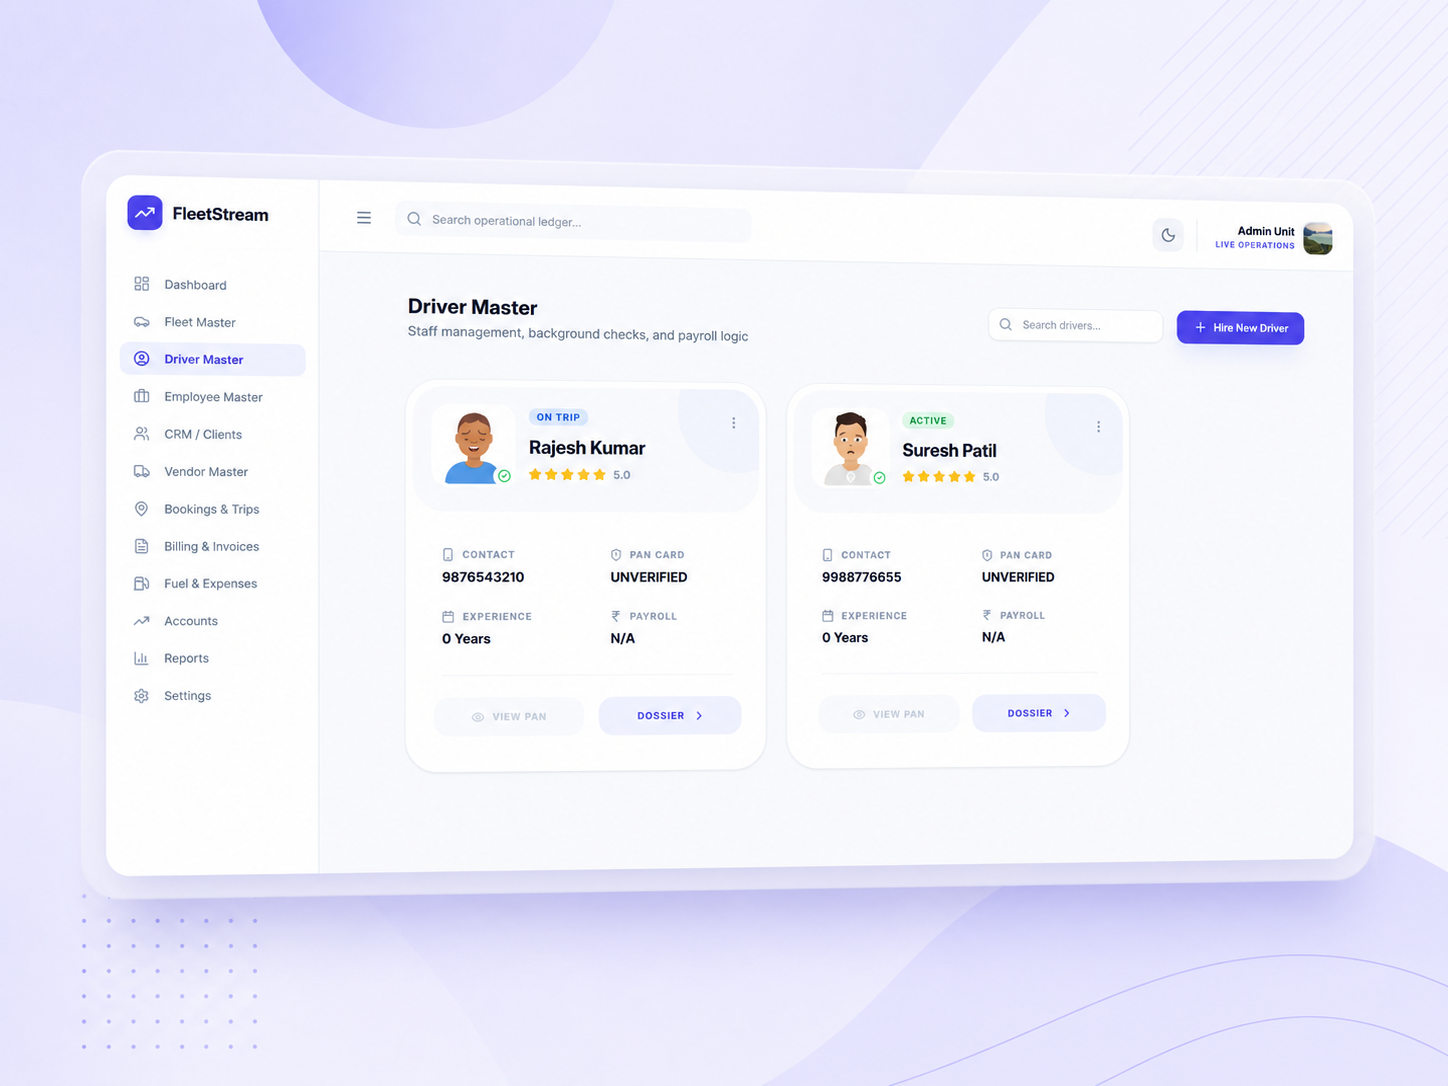 FleetStream
Search operational ledger...
Admin Unit
LIVE OPERATIONS
Dashboard
Fleet Master
Driver Master
Employee Master
CRM / Clients
Vendor Master
Bookings & Trips
Billing & Invoices
Fuel & Expenses
Accounts
Reports
Settings
Driver Master
Staff management, background checks, and payroll logic
Search drivers...
Hire New Driver
ON TRIP
Rajesh Kumar
5.0
CONTACT
PAN CARD
9876543210
UNVERIFIED
EXPERIENCE
₹ PAYROLL
0 Years
N/A
VIEW PAN
DOSSIER
ACTIVE
Suresh Patil
5.0
CONTACT
PAN CARD
9988776655
UNVERIFIED
EXPERIENCE
₹ PAYROLL
0 Years
N/A
VIEW PAN
DOSSIER